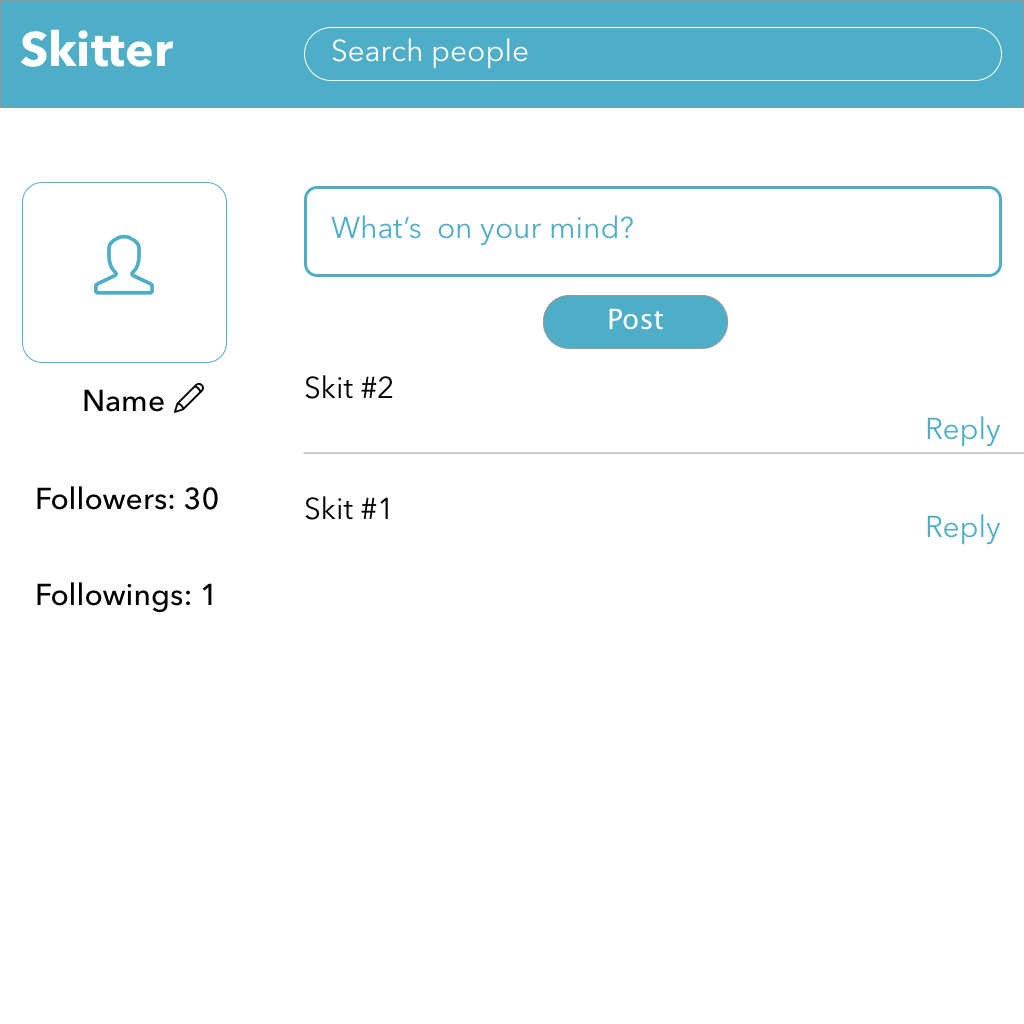 Skitter
Search people
What’s  on your mind?
Post
Name
Followers: 30
Followings: 1
Skit #2
Reply
Skit #1
Reply